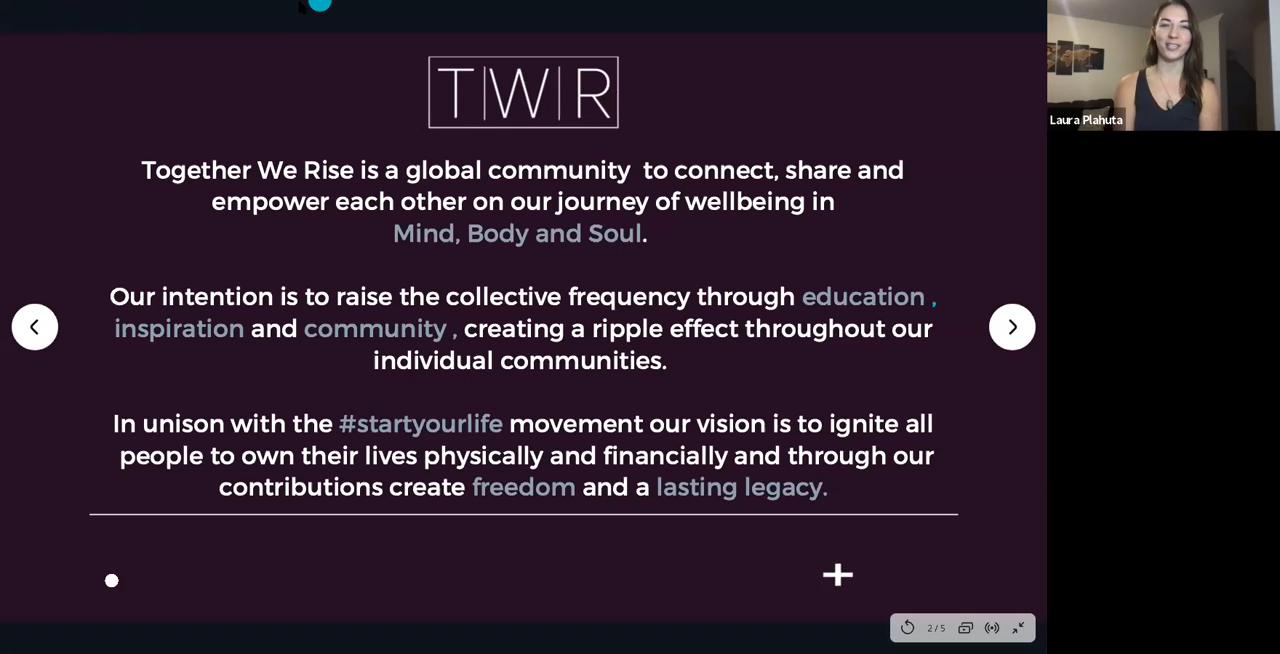 T|W|R
Together We Rise is a global community to connect, share and
empower each other on our journey of wellbeing in
Mind, Body and Soul.
Our intention is to raise the collective frequency through education ,
inspiration and community , creating a ripple effect throughout our
individual communities.
In unison with the #startyourlife movement our vision is to ignite all
people to own their lives physically and financially and through our
contributions create freedom and a lasting legacy.
2 / 5
Laura Plahuta